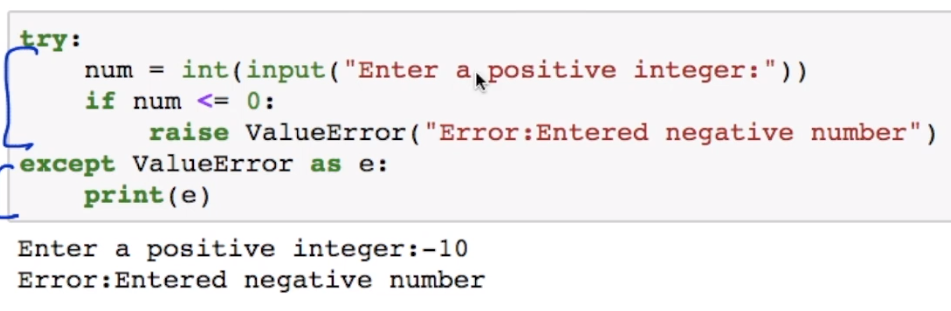 try:
    num = int(input("Enter a positive integer:"))
    if num <= 0:
        raise ValueError("Error:Entered negative number")
except ValueError as e:
    print(e)
Enter a positive integer:-10
Error:Entered negative number